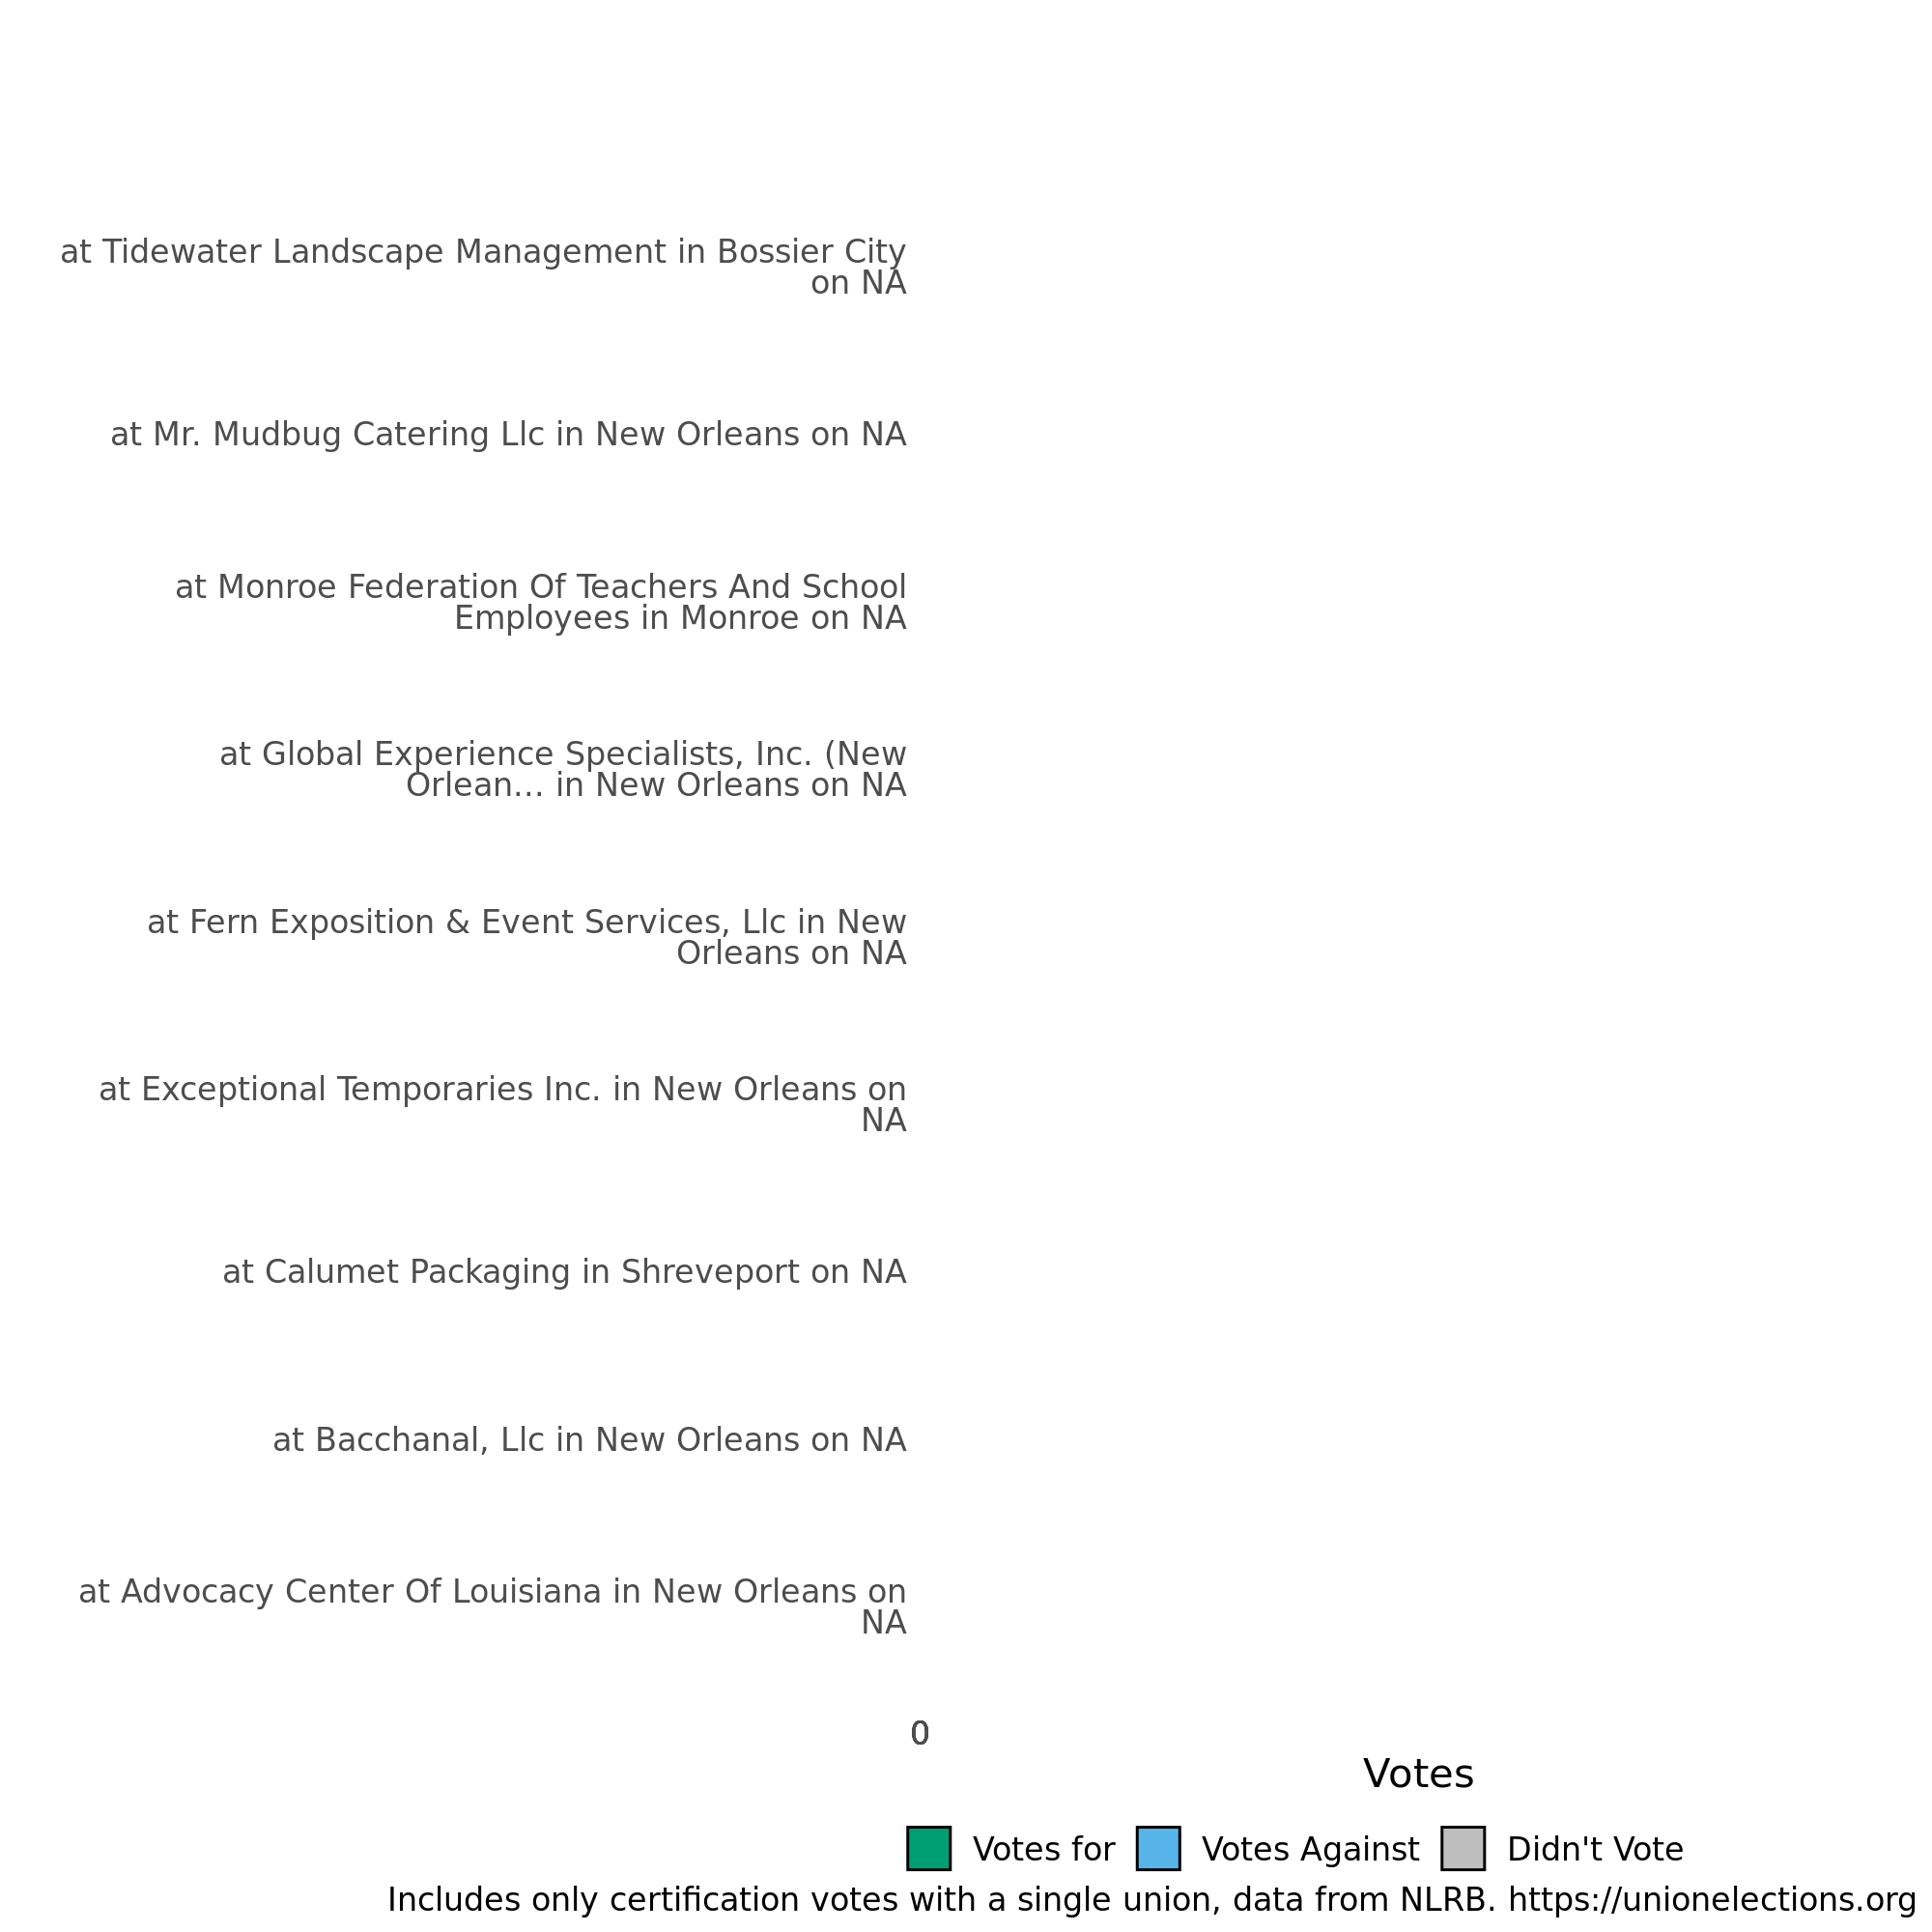 at Tidewater Landscape Management in Bossier City
on NA
at Mr. Mudbug Catering Llc in New Orleans on NA
at Monroe Federation Of Teachers And School
Employees in Monroe on NA
at Global Experience Specialists, Inc. (New
Orlean... in New Orleans on NA
at Fern Exposition & Event Services, Llc in New
Orleans on NA
at Exceptional Temporaries Inc. in New Orleans on
NA
at Calumet Packaging in Shreveport on NA
at Bacchanal, Llc in New Orleans on NA
at Advocacy Center Of Louisiana in New Orleans on
NA
0
Votes
Votes for Votes Against Didn't Vote
Includes only certification votes with a single union, data from NLRB. https://unionelections.org